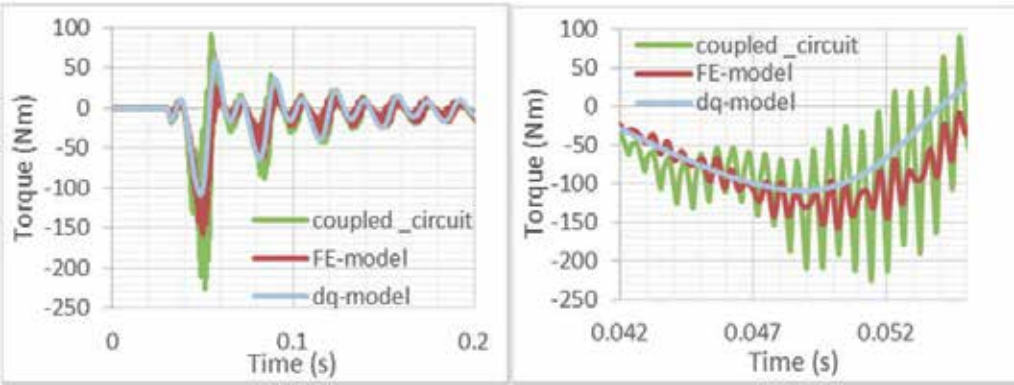 100
50
0
-50
-100
-150
-200
-250
Torque (Nm)
coupled _circuit
FE-model
dq-model
0
0.1
0.2
Time (s)
100
50
0
-50
-100
-150
-200
-250
Torque (Nm)
coupled _circuit
FE-model
dq-model
0.042
0.047
0.052
Time (s)